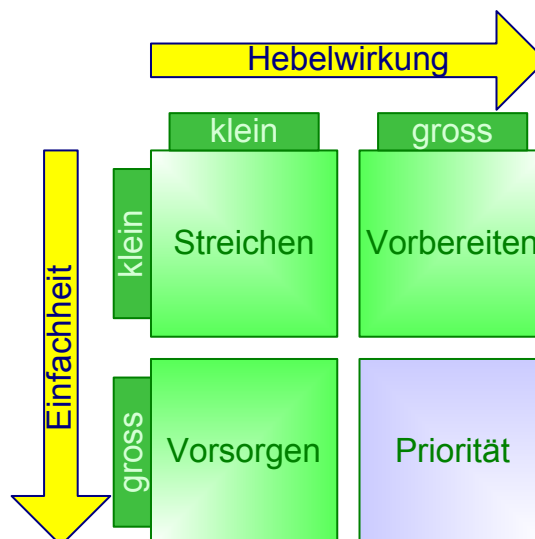 Hebelwirkung
klein
gross
Einfachheit
klein
Streichen
Vorbereiten
gross
Vorsorgen
Priorität